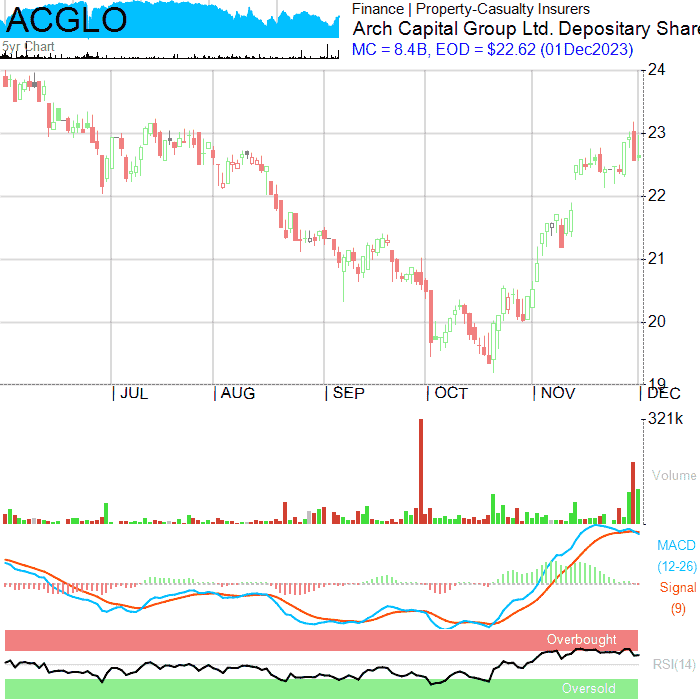 ACGLO
5yr Chart
Finance | Property-Casualty Insurers
Arch Capital Group Ltd. Depositary Share
MC = 8.4B, EOD = $22.62 (01Dec2023)
24
23
22
21
20
19
JUL AUG SEP OCT NOV DEC
321k
Volume
MACD
(12-26)
Signal
(9)
Overbought
RSI(14)
Oversold